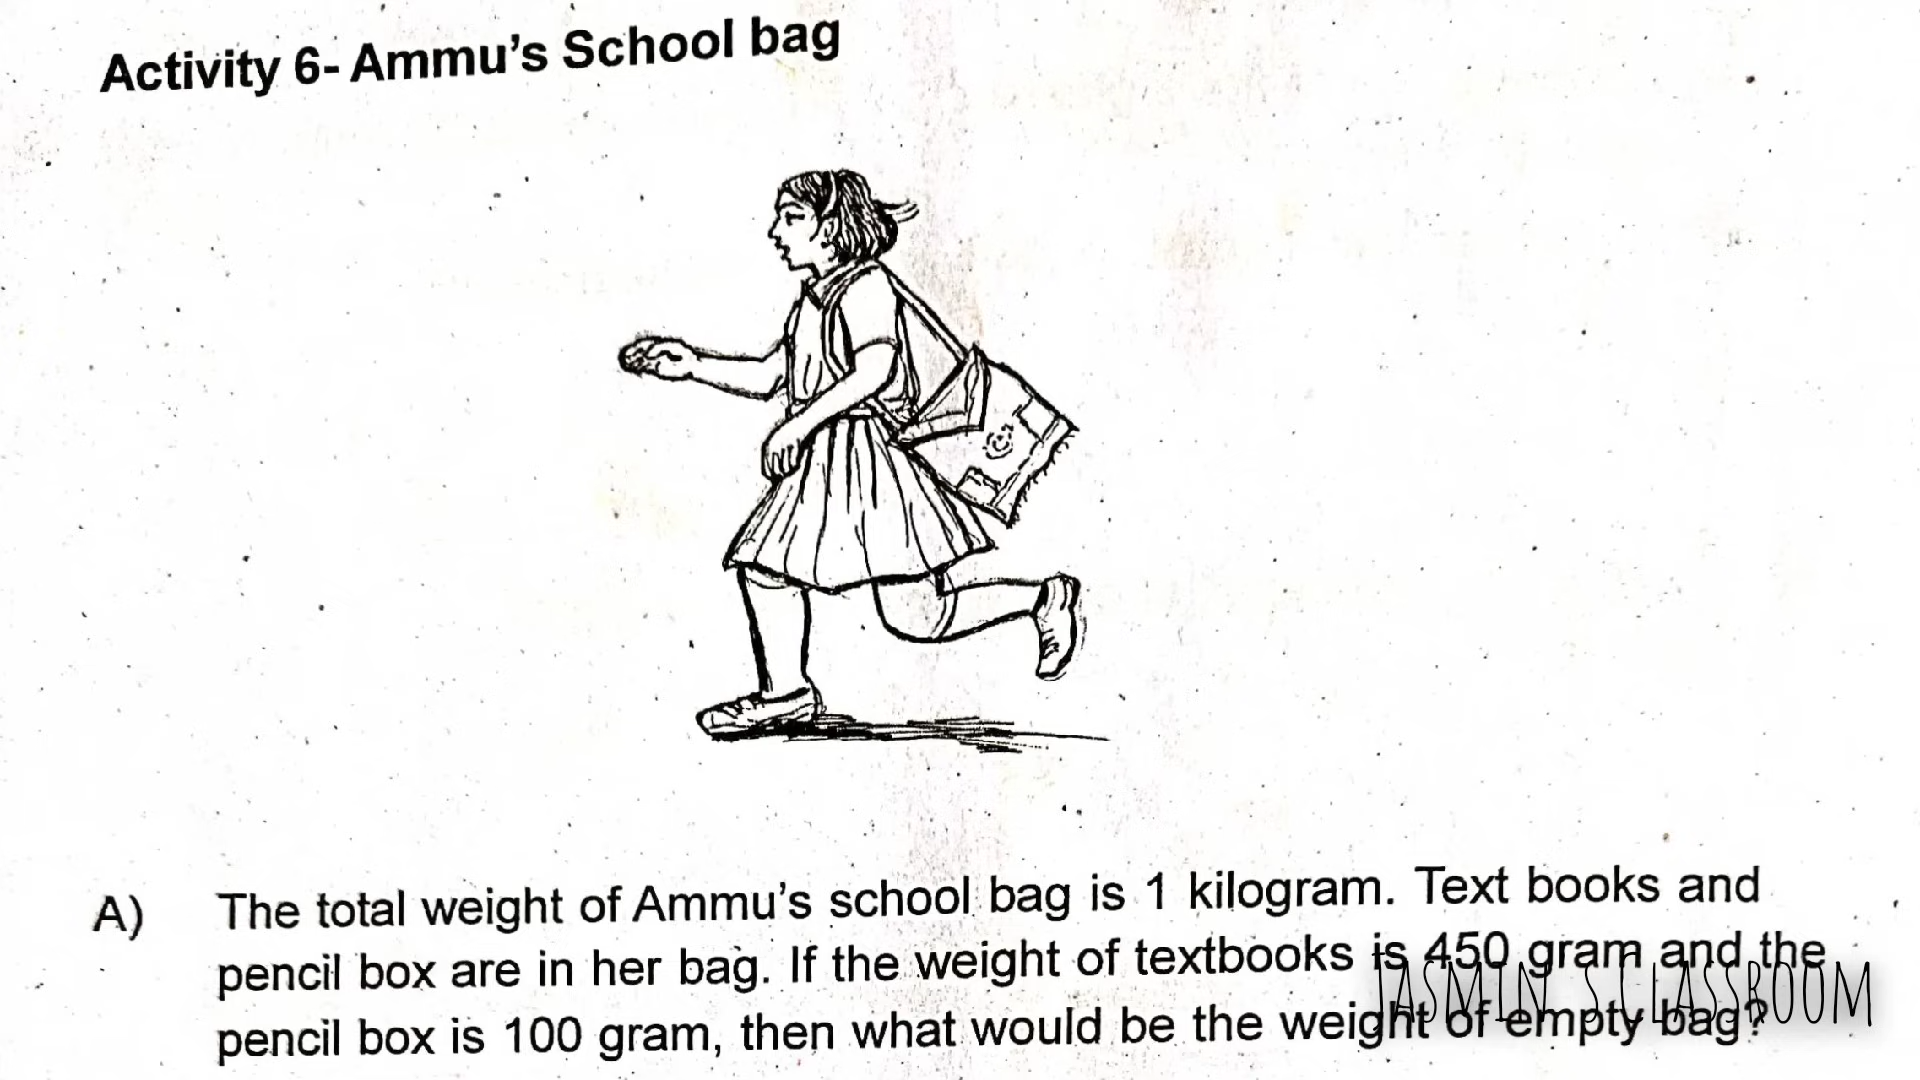 Activity 6- Ammu's School bag
A) The total weight of Ammu's school bag is 1 kilogram. Text books and
pencil box are in her bag. If the weight of textbooks is 450 gram and the
pencil box is 100 gram, then what would be the weight of empty bag?
JASMIN S CLASSROOM